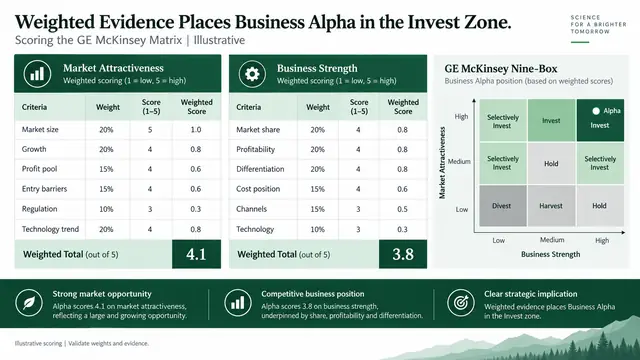 Weighted Evidence Places Business Alpha in the Invest Zone.
Scoring the GE McKinsey Matrix | Illustrative
SCIENCE
FOR A BRIGHTER
TOMORROW
Market Attractiveness
Weighted scoring (1 = low, 5 = high)
Criteria Weight Score (1–5) Weighted Score
Market size 20% 5 1.0
Growth 20% 4 0.8
Profit pool 15% 4 0.6
Entry barriers 15% 4 0.6
Regulation 10% 3 0.3
Technology trend 20% 4 0.8
Weighted Total (out of 5) 4.1
Business Strength
Weighted scoring (1 = low, 5 = high)
Criteria Weight Score (1–5) Weighted Score
Market share 20% 4 0.8
Profitability 20% 4 0.8
Differentiation 20% 4 0.8
Cost position 15% 4 0.6
Channels 15% 3 0.5
Technology 10% 3 0.3
Weighted Total (out of 5) 3.8
GE McKinsey Nine-Box
Business Alpha position (based on weighted scores)
Market Attractiveness
High
Selectively Invest
Invest
Alpha
Invest
Medium
Selectively Invest
Hold
Selectively Invest
Low
Divest
Harvest
Hold
Low Medium High
Business Strength
Strong market opportunity
Alpha scores 4.1 on market attractiveness,
reflecting a large and growing opportunity.
Competitive business position
Alpha scores 3.8 on business strength,
underpinned by share, profitability and differentiation.
Clear strategic implication
Weighted evidence places Business Alpha
in the Invest zone.
Illustrative scoring | Validate weights and evidence.